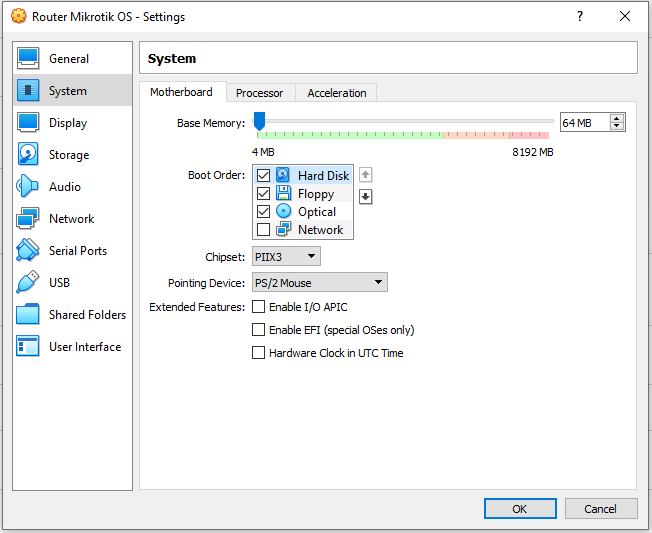 Router Mikrotik OS - Settings
General
System
Display
Storage
Audio
Network
Serial Ports
USB
Shared Folders
User Interface
System
Motherboard Processor Acceleration
Base Memory: 64 MB
4 MB 8192 MB
Boot Order: Hard Disk
Floppy
Optical
Network
Chipset: PIIX3
Pointing Device: PS/2 Mouse
Extended Features: Enable I/O APIC
Enable EFI (special OSes only)
Hardware Clock in UTC Time
OK Cancel